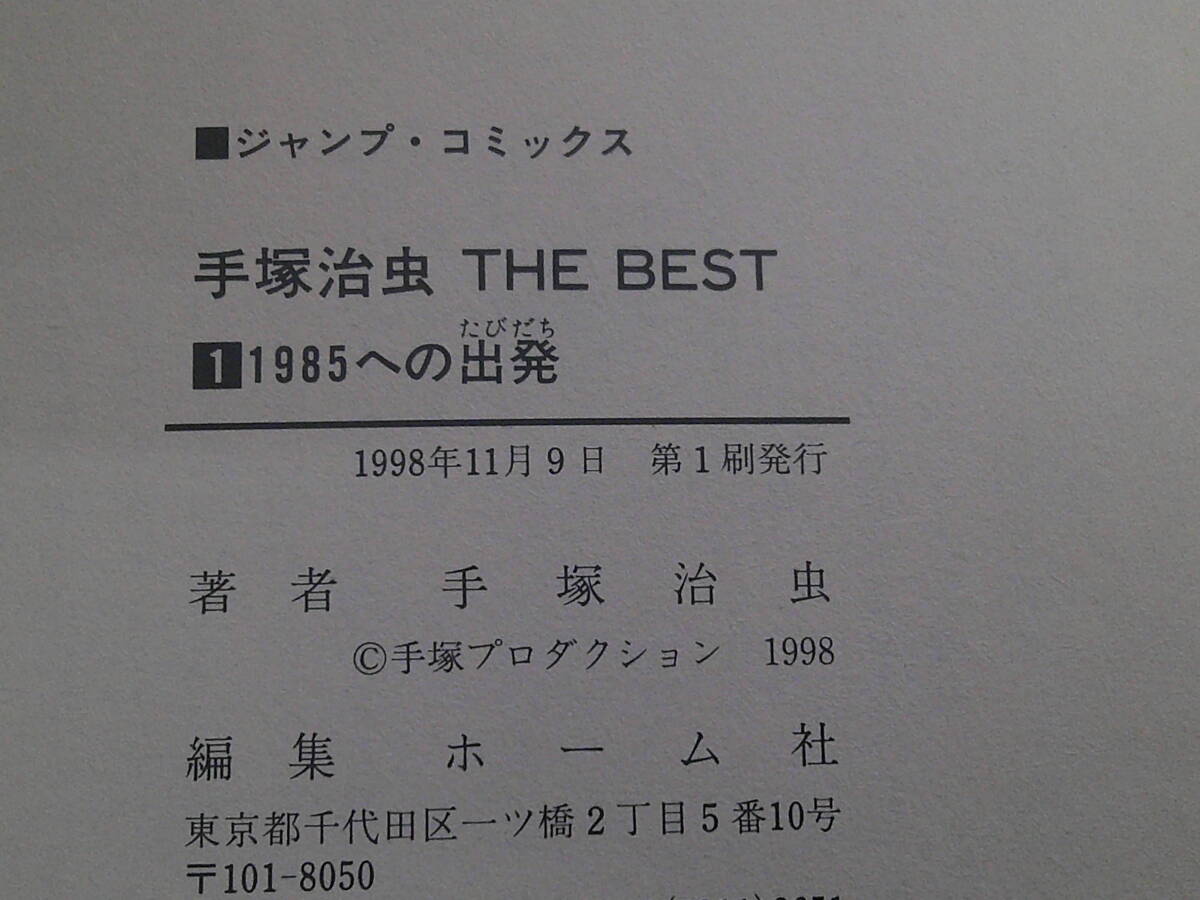 ■ジャンプ・コミックス
手塚治虫 THE BEST
たびだち
1 1985への出発
1998年11月9日 第1刷発行
著者 手塚治虫
©手塚プロダクション 1998
編集 ホーム社
東京都千代田区一ツ橋2丁目5番10号
〒101-8050